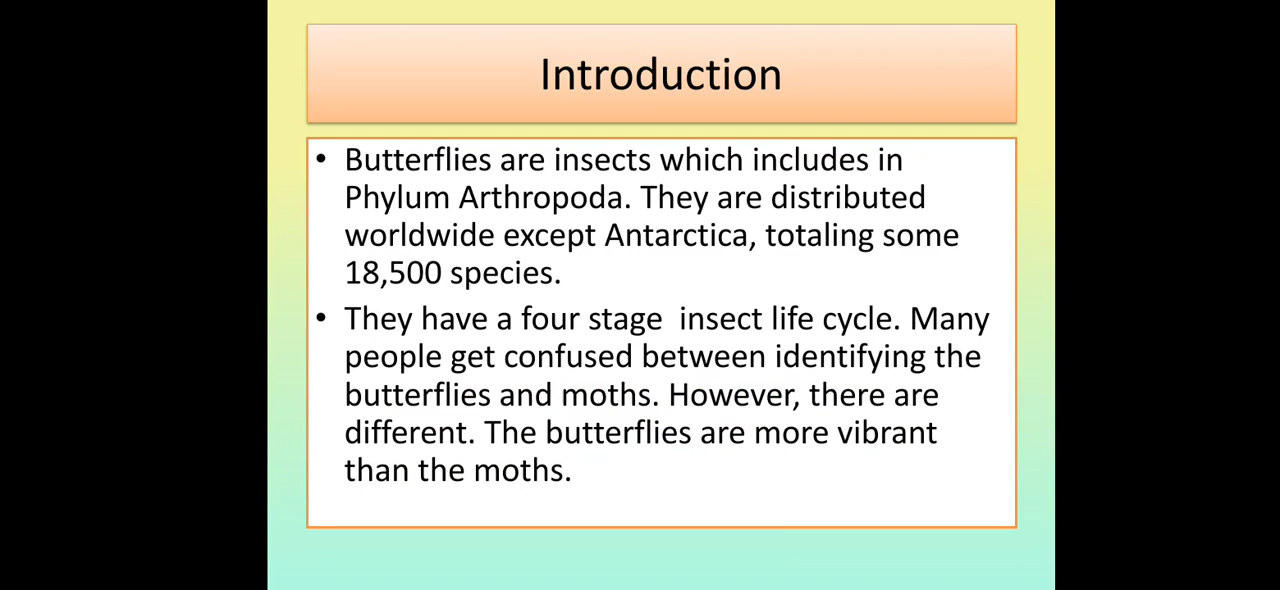 Introduction
• Butterflies are insects which includes in
Phylum Arthropoda. They are distributed
worldwide except Antarctica, totaling some
18,500 species.
• They have a four stage  insect life cycle. Many
people get confused between identifying the
butterflies and moths. However, there are
different. The butterflies are more vibrant
than the moths.